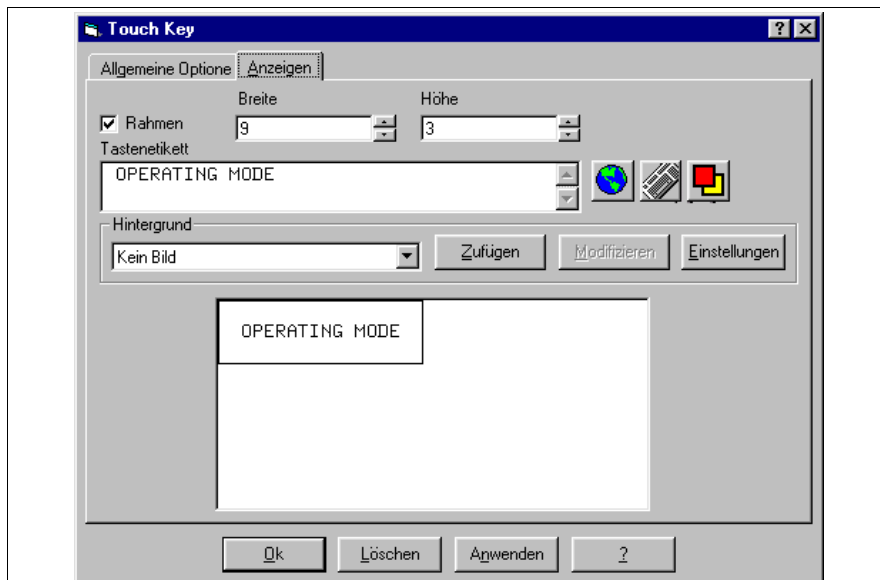 Touch Key
Allgemeine Optione Anzeigen
Breite Höhe
Rahmen 9 3
Tastenetikett
OPERATING MODE
Hintergrund
Kein Bild Zufügen Modifizieren Einstellungen
OPERATING MODE
Ok Löschen Anwenden ?